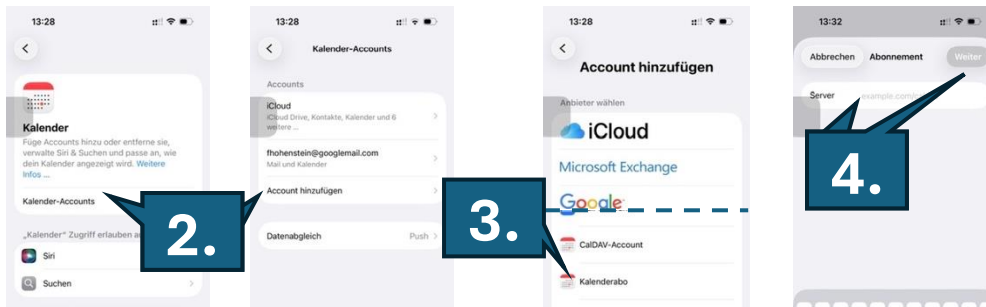 13:28
Kalender
Füge Accounts hinzu oder entferne sie,
verwalte Siri & Suchen und passe an, wie
dein Kalender angezeigt wird. Weitere
Infos ...
Kalender-Accounts
„Kalender“ Zugriff erlauben
Siri
Suchen
2.
13:28
Kalender-Accounts
Accounts
iCloud
iCloud Drive, Kontakte, Kalender und 6
weitere ...
fhohenstein@googlemail.com
Mail und Kalender
Account hinzufügen
Datenabgleich
Push
3.
13:28
Account hinzufügen
Anbieter wählen
iCloud
Microsoft Exchange
Google
CalDAV-Account
Kalenderabo
13:32
Abbrechen
Abonnement
Weiter
Server
4.